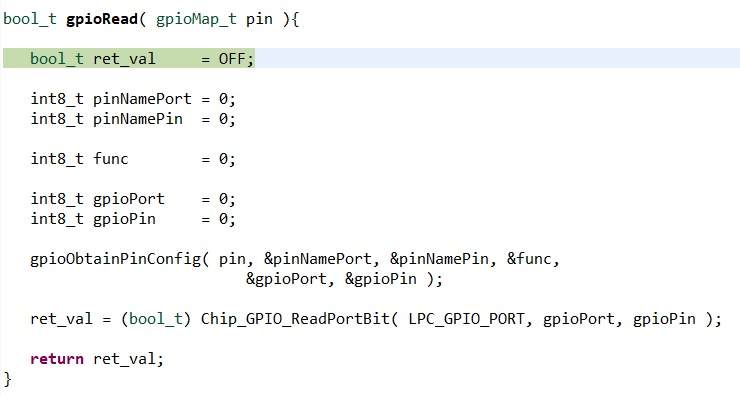 bool_t gpioRead( gpioMap_t pin ){
bool_t ret_val     = OFF;
int8_t pinNamePort = 0;
int8_t pinNamePin  = 0;
int8_t func        = 0;
int8_t gpioPort    = 0;
int8_t gpioPin     = 0;
gpioObtainPinConfig( pin, &pinNamePort, &pinNamePin, &func,
&gpioPort, &gpioPin );
ret_val = (bool_t) Chip_GPIO_ReadPortBit( LPC_GPIO_PORT, gpioPort, gpioPin );
return ret_val;
}